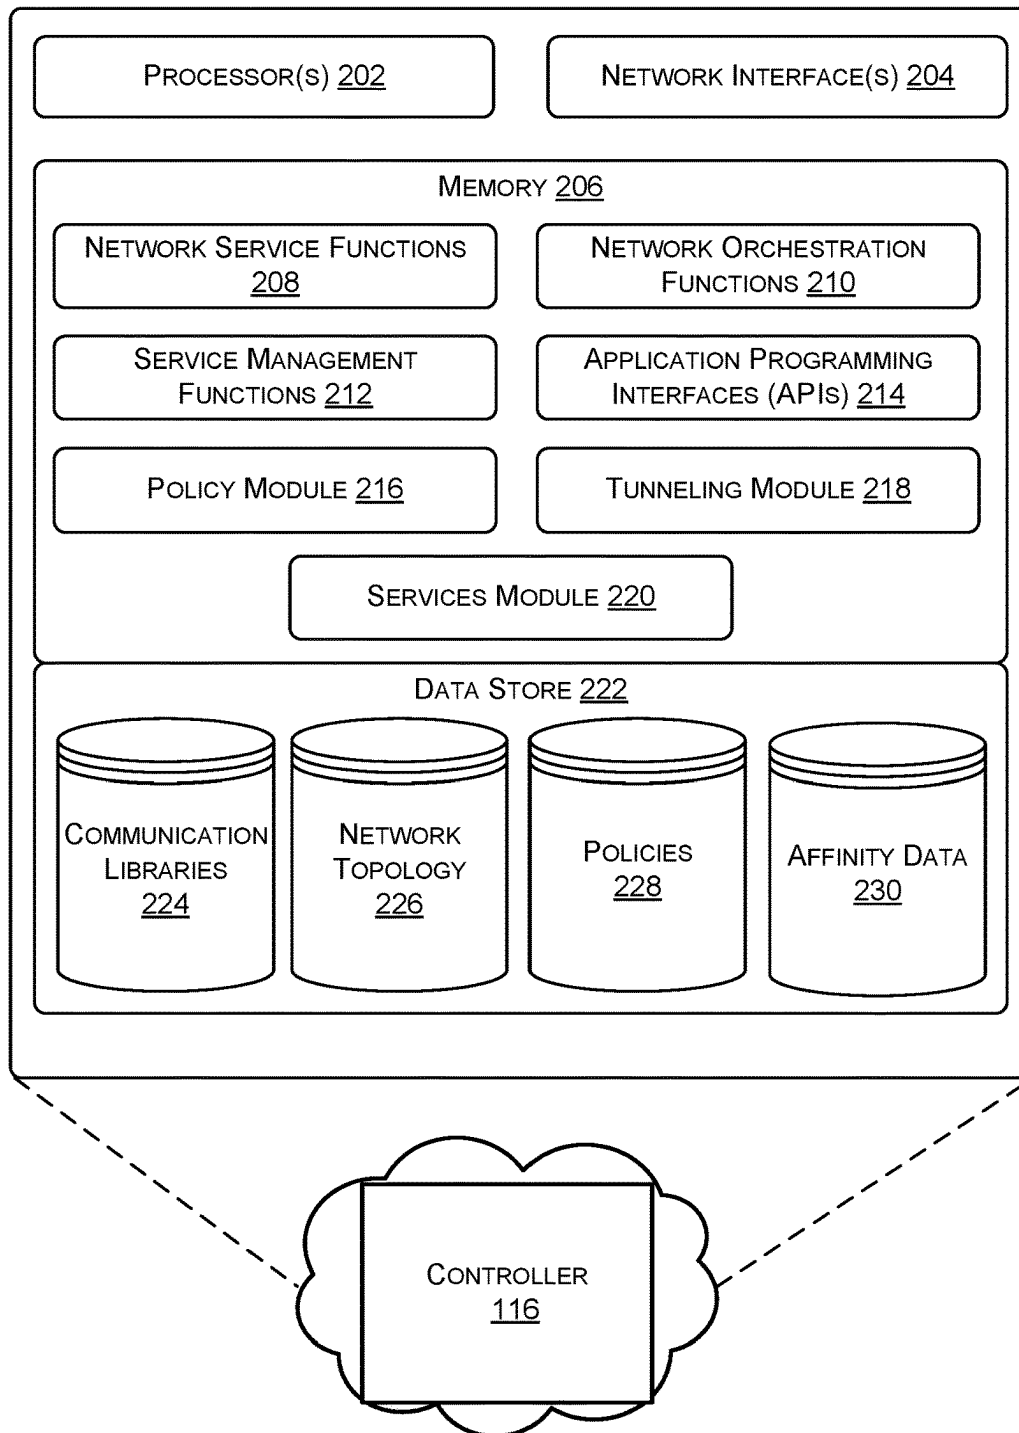 PROCESSOR(S) 202
NETWORK INTERFACE(S) 204
MEMORY 206
NETWORK SERVICE FUNCTIONS
208
NETWORK ORCHESTRATION
FUNCTIONS 210
SERVICE MANAGEMENT
FUNCTIONS 212
APPLICATION PROGRAMMING
INTERFACES (APIS) 214
POLICY MODULE 216
TUNNELING MODULE 218
SERVICES MODULE 220
DATA STORE 222
COMMUNICATION
LIBRARIES
224
NETWORK
TOPOLOGY
226
POLICIES
228
AFFINITY DATA
230
CONTROLLER
116